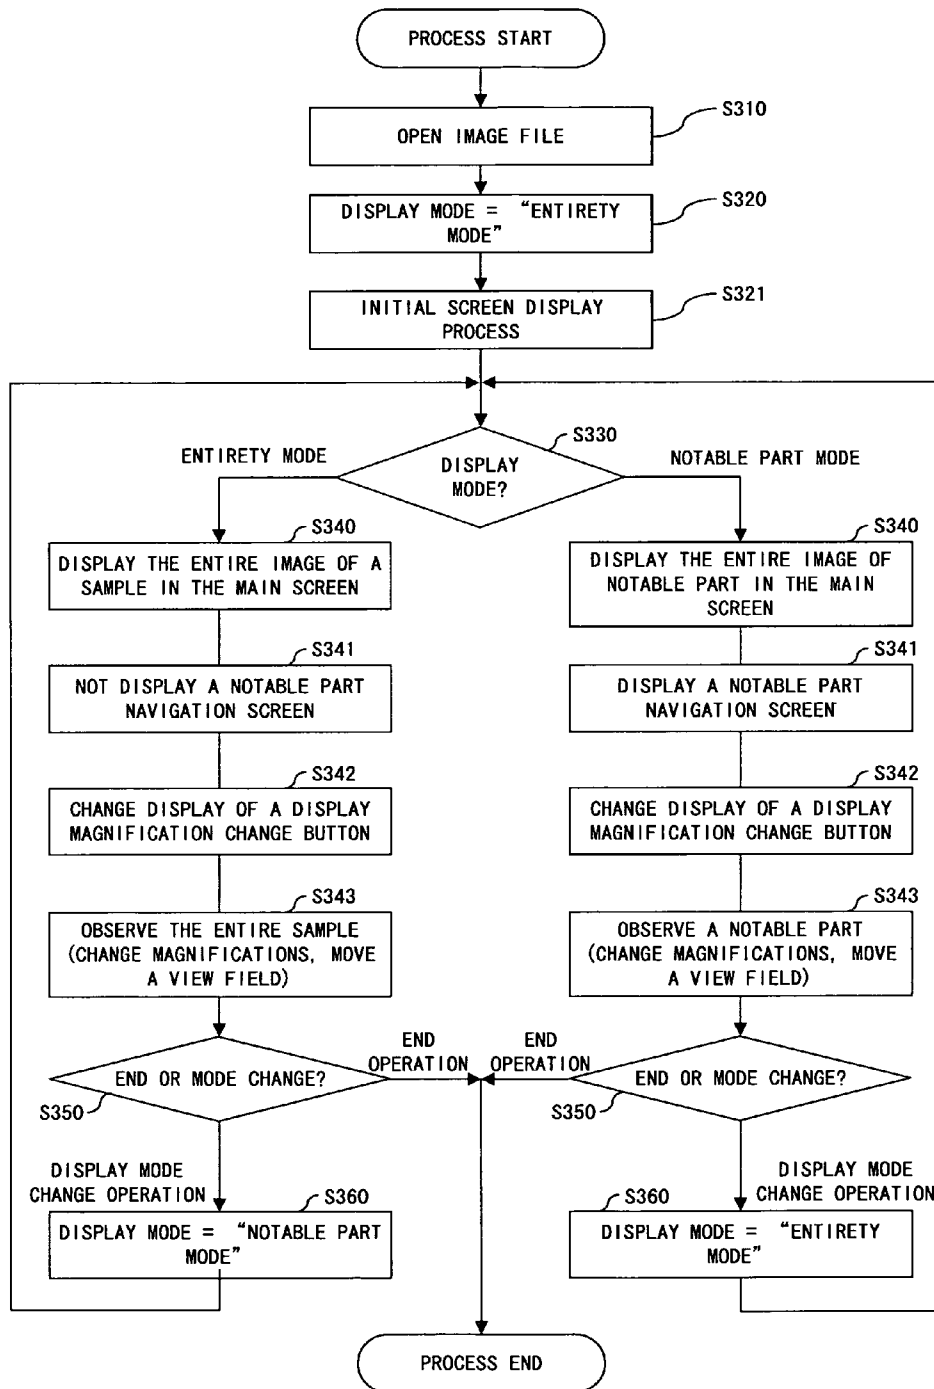 PROCESS START
S310
OPEN IMAGE FILE
S320
DISPLAY MODE = “ENTIRETY
MODE”
S321
INITIAL SCREEN DISPLAY
PROCESS
S330
ENTIRETY MODE
DISPLAY
MODE?
NOTABLE PART MODE
S340
DISPLAY THE ENTIRE IMAGE OF A
SAMPLE IN THE MAIN SCREEN
S341
NOT DISPLAY A NOTABLE PART
NAVIGATION SCREEN
S342
CHANGE DISPLAY OF A DISPLAY
MAGNIFICATION CHANGE BUTTON
S343
OBSERVE THE ENTIRE SAMPLE
(CHANGE MAGNIFICATIONS, MOVE
A VIEW FIELD)
END OR MODE CHANGE?
S350
END
OPERATION
DISPLAY MODE
CHANGE OPERATION
S360
DISPLAY MODE = “NOTABLE PART
MODE”
S340
DISPLAY THE ENTIRE IMAGE OF
NOTABLE PART IN THE MAIN
SCREEN
S341
DISPLAY A NOTABLE PART
NAVIGATION SCREEN
S342
CHANGE DISPLAY OF A DISPLAY
MAGNIFICATION CHANGE BUTTON
S343
OBSERVE A NOTABLE PART
(CHANGE MAGNIFICATIONS, MOVE
A VIEW FIELD)
END
OPERATION
END OR MODE CHANGE?
S350
DISPLAY MODE
CHANGE OPERATION
S360
DISPLAY MODE = “ENTIRETY
MODE”
PROCESS END